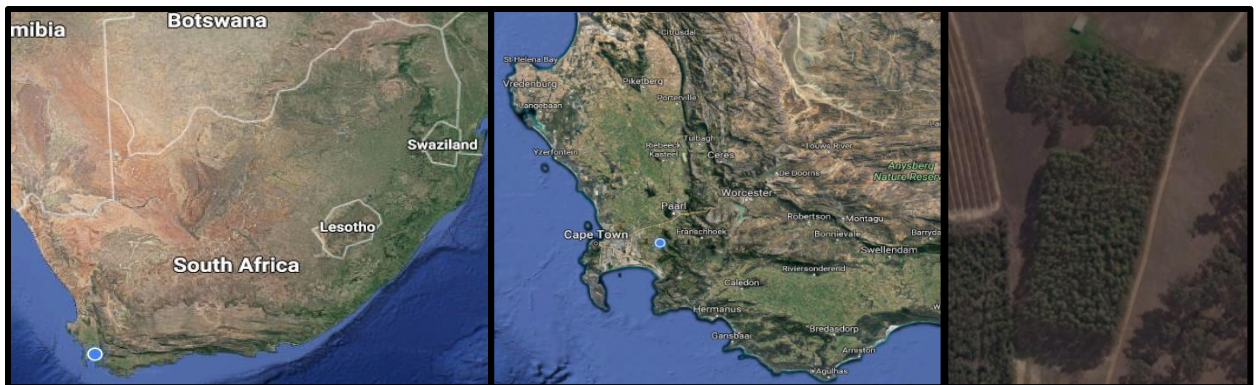 mibia
Botswana
Swaziland
Lesotho
South Africa
Citrusdal
St Helena Bay
Vredenburg
Piketberg
Langebaan
Porterville
Yzerfontein
Riebeek
Kasteel
Tulbagh
Ceres
Touws River
Anysberg
Nature Reserv
De Doorns
Worcester
Paarl
Robertson
Montagu
Cape Town
Franschhoek
Bonnievale
Barryda
Swellendam
Riviersonderend
Caledon
Hermanus
Gansbaai
Bredasdorp
Arniston
Agulhas